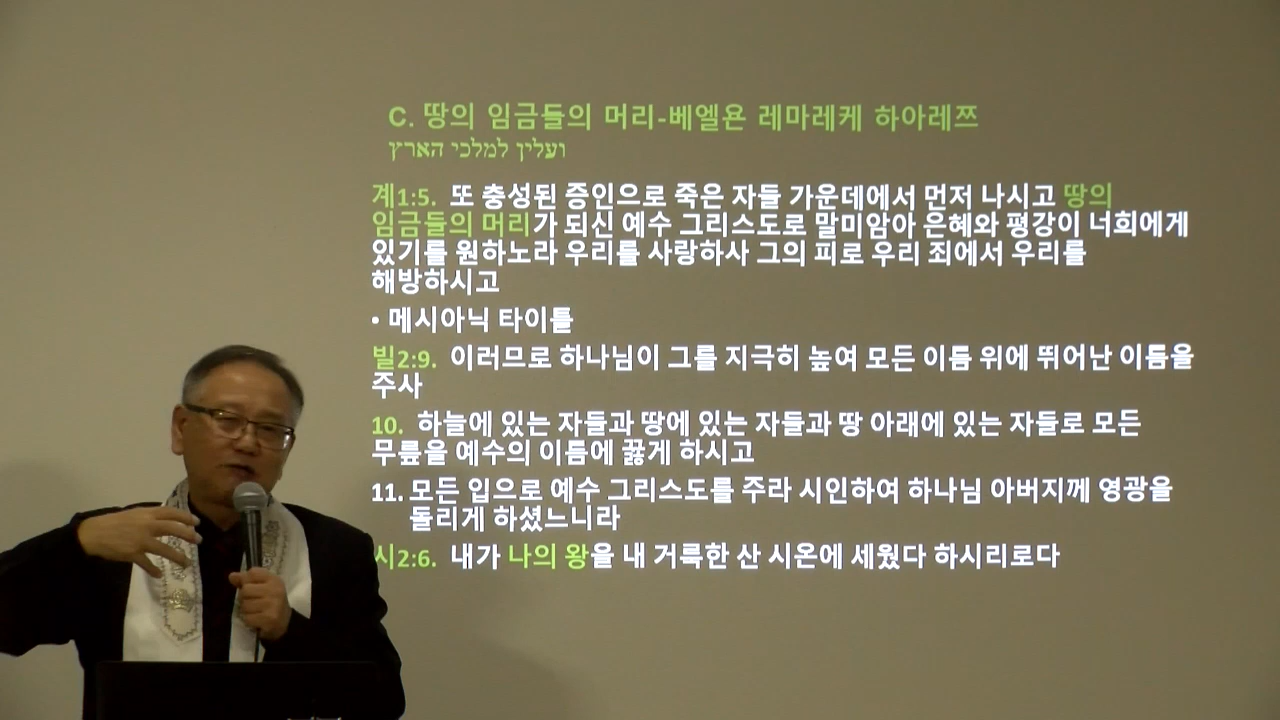 C. 땅의 임금들의 머리-베엘욘 레마레케 하아레쯔
ועלין למלכי הארץ
계1:5. 또 충성된 증인으로 죽은 자들 가운데에서 먼저 나시고 땅의
임금들의 머리가 되신 예수 그리스도로 말미암아 은혜와 평강이 너희에게
있기를 원하노라 우리를 사랑하사 그의 피로 우리 죄에서 우리를
해방하시고
• 메시아닉 타이틀
빌2:9. 이러므로 하나님이 그를 지극히 높여 모든 이름 위에 뛰어난 이름을
주사
10. 하늘에 있는 자들과 땅에 있는 자들과 땅 아래에 있는 자들로 모든
무릎을 예수의 이름에 꿇게 하시고
11. 모든 입으로 예수 그리스도를 주라 시인하여 하나님 아버지께 영광을
돌리게 하셨느니라
시2:6. 내가 나의 왕을 내 거룩한 산 시온에 세웠다 하시리로다